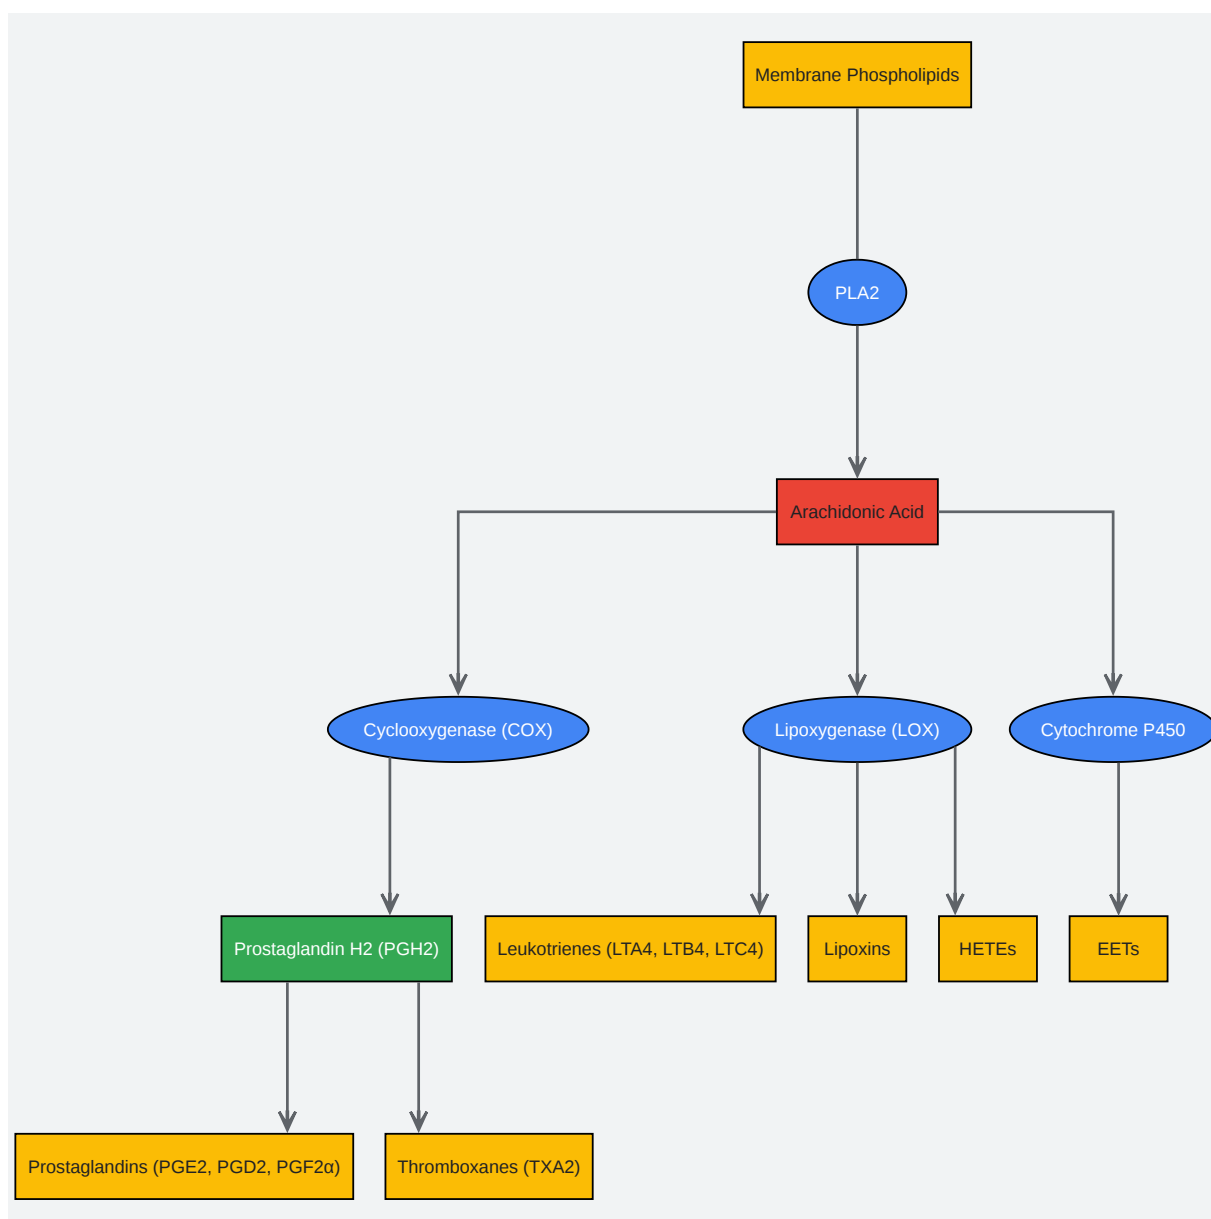 Membrane Phospholipids
PLA2
Arachidonic Acid
Cyclooxygenase (COX)
Lipoxygenase (LOX)
Cytochrome P450
Prostaglandin H2 (PGH2)
Leukotrienes (LTA4, LTB4, LTC4)
Lipoxins
HETEs
EETs
Prostaglandins (PGE2, PGD2, PGF2α)
Thromboxanes (TXA2)